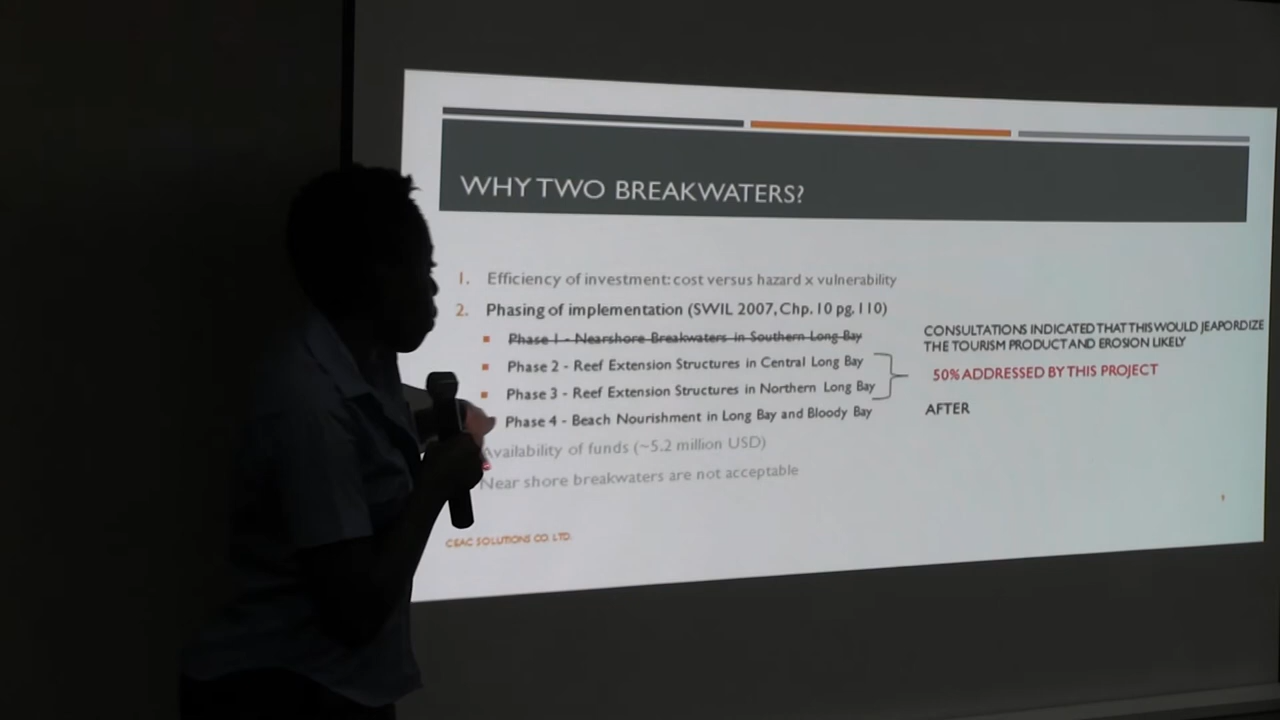 WHY TWO BREAKWATERS?
1. Efficiency of investment: cost versus hazard x vulnerability
2. Phasing of implementation (SWIL 2007, Chp. 10 pg. 110)
Phase 1 - Nearshore Breakwaters in Southern Long Bay
Phase 2 - Reef Extension Structures in Central Long Bay
Phase 3 - Reef Extension Structures in Northern Long Bay
Phase 4 - Beach Nourishment in Long Bay and Bloody Bay
Availability of funds (~5.2 million USD)
Near shore breakwaters are not acceptable
CONSULTATIONS INDICATED THAT THIS WOULD JEAPORDIZE
THE TOURISM PRODUCT AND EROSION LIKELY
50% ADDRESSED BY THIS PROJECT
AFTER
CEAC SOLUTIONS CO. LTD.